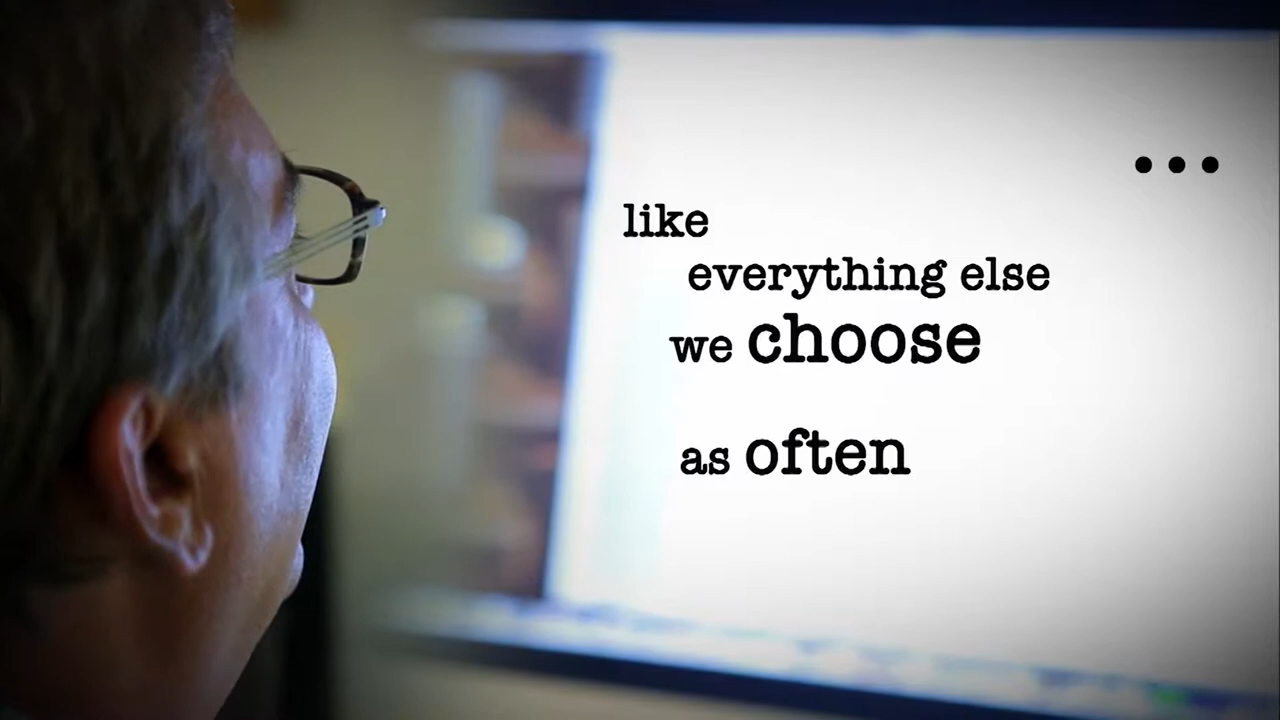 ...
like
everything else
we choose
as often